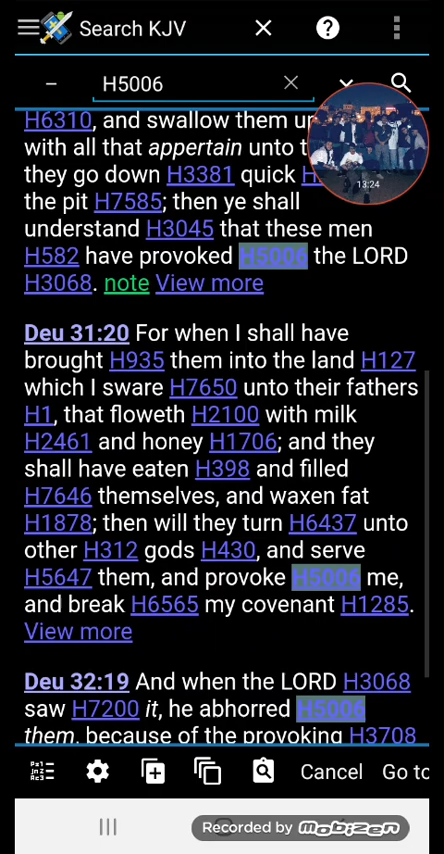 Search KJV
H5006
H6310, and swallow them
with all that appertain unto
they go down H3381 quick
the pit H7585; then ye shall
understand H3045 that these men
H582 have provoked H5006 the LORD
H3068. note View more
13:24
Deu 31:20 For when I shall have
brought H935 them into the land H127
which I sware H7650 unto their fathers
H1, that floweth H2100 with milk
H2461 and honey H1706; and they
shall have eaten H398 and filled
H7646 themselves, and waxen fat
H1878; then will they turn H6437 unto
other H312 gods H430, and serve
H5647 them, and provoke H5006 me,
and break H6565 my covenant H1285.
View more
Deu 32:19 And when the LORD H3068
saw H7200 it, he abhorred H5006
them, because of the provoking H3708
Cancel Go to
Recorded by Mobizen